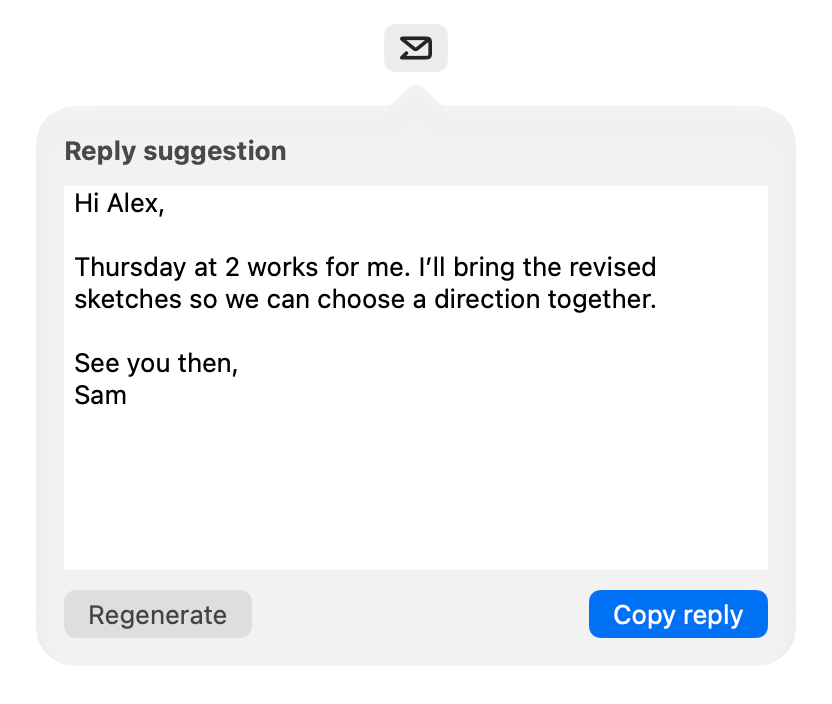 Reply suggestion
Hi Alex,
Thursday at 2 works for me. I’ll bring the revised
sketches so we can choose a direction together.
See you then,
Sam
Regenerate
Copy reply